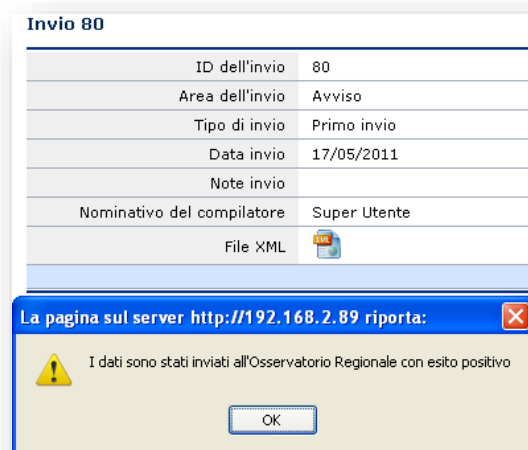 Invio 80
ID dell'invio 80
Area dell'invio Avviso
Tipo di invio Primo invio
Data invio 17/05/2011
Note invio
Nominativo del compilatore Super Utente
File XML XML
La pagina sul server http://192.168.2.89 riporta:
I dati sono stati inviati all'Osservatorio Regionale con esito positivo
OK